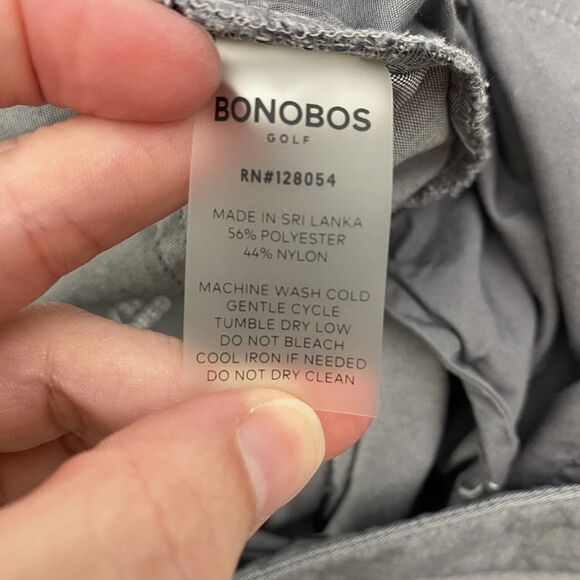 BONOBOS
GOLF
RN#128054
MADE IN SRI LANKA
56% POLYESTER
44% NYLON
MACHINE WASH COLD
GENTLE CYCLE
TUMBLE DRY LOW
DO NOT BLEACH
COOL IRON IF NEEDED
DO NOT DRY CLEAN